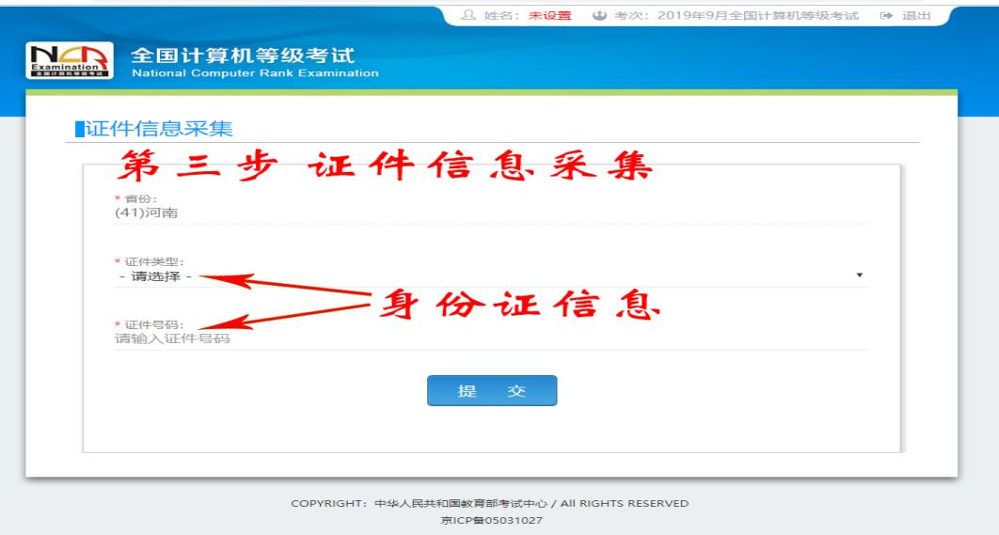 姓名：未设置 考次：2019年9月全国计算机等级考试 退出
NCR
Examination
全国计算机等级考试
全国计算机等级考试
National Computer Rank Examination
证件信息采集
第三步 证件信息采集
* 省份：
(41)河南
* 证件类型：
- 请选择 -
身份证信息
* 证件号码：
请输入证件号码
提 交
COPYRIGHT：中华人民共和国教育部考试中心 / All RIGHTS RESERVED
京ICP备05031027